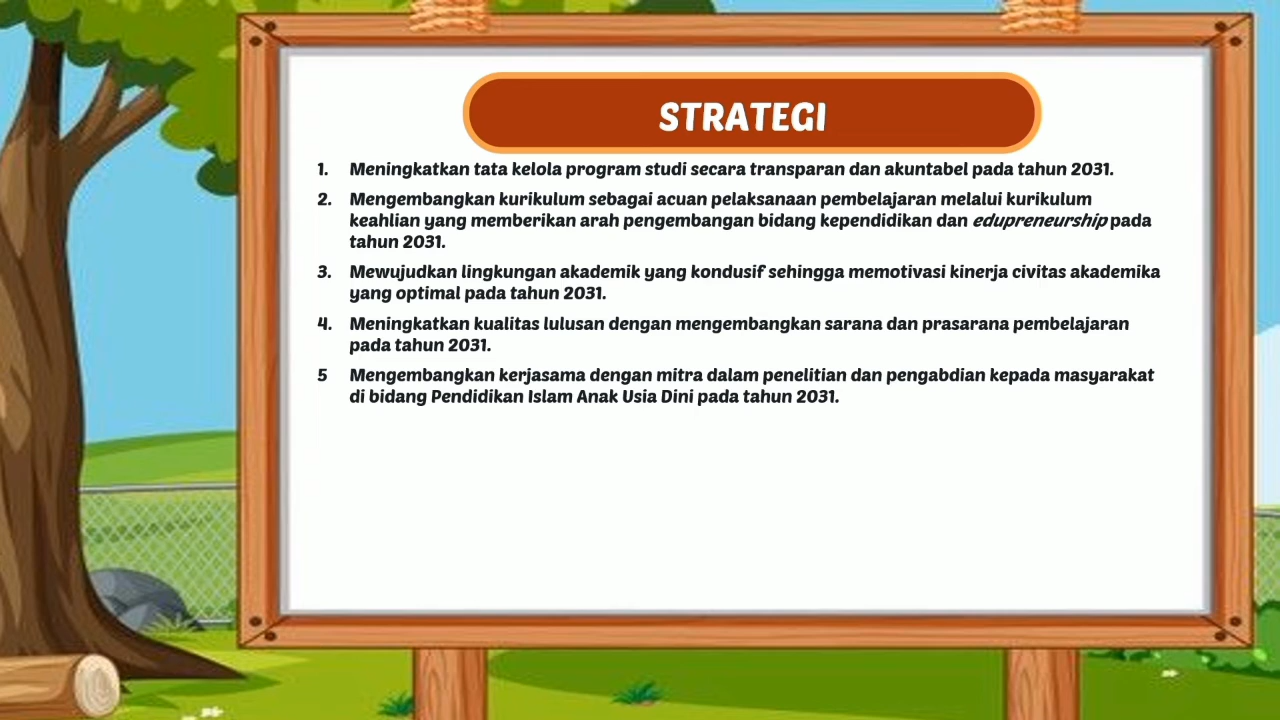 STRATEGI
1. Meningkatkan tata kelola program studi secara transparan dan akuntabel pada tahun 2031.
2. Mengembangkan kurikulum sebagai acuan pelaksanaan pembelajaran melalui kurikulum
keahlian yang memberikan arah pengembangan bidang kependidikan dan edupreneurship pada
tahun 2031.
3. Mewujudkan lingkungan akademik yang kondusif sehingga memotivasi kinerja civitas akademika
yang optimal pada tahun 2031.
4. Meningkatkan kualitas lulusan dengan mengembangkan sarana dan prasarana pembelajaran
pada tahun 2031.
5 Mengembangkan kerjasama dengan mitra dalam penelitian dan pengabdian kepada masyarakat
di bidang Pendidikan Islam Anak Usia Dini pada tahun 2031.